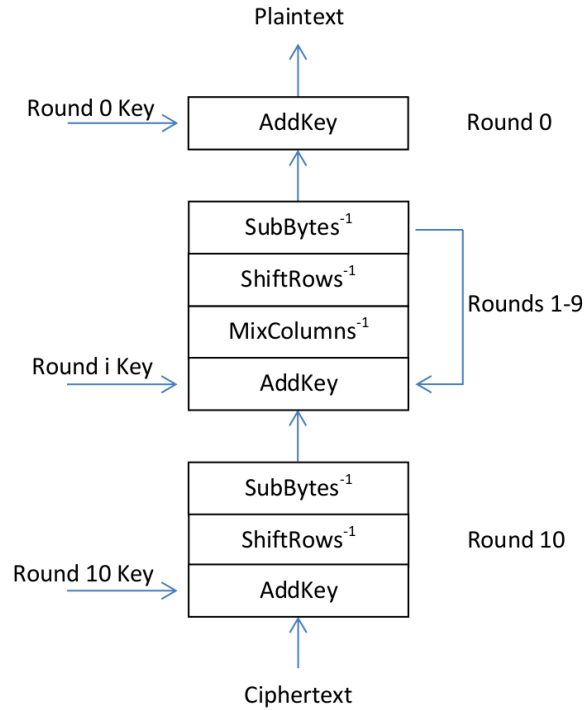 Plaintext
Round 0 Key
AddKey
Round 0
SubBytes⁻¹
ShiftRows⁻¹
Rounds 1-9
MixColumns⁻¹
Round i Key
AddKey
SubBytes⁻¹
ShiftRows⁻¹
Round 10
Round 10 Key
AddKey
Ciphertext